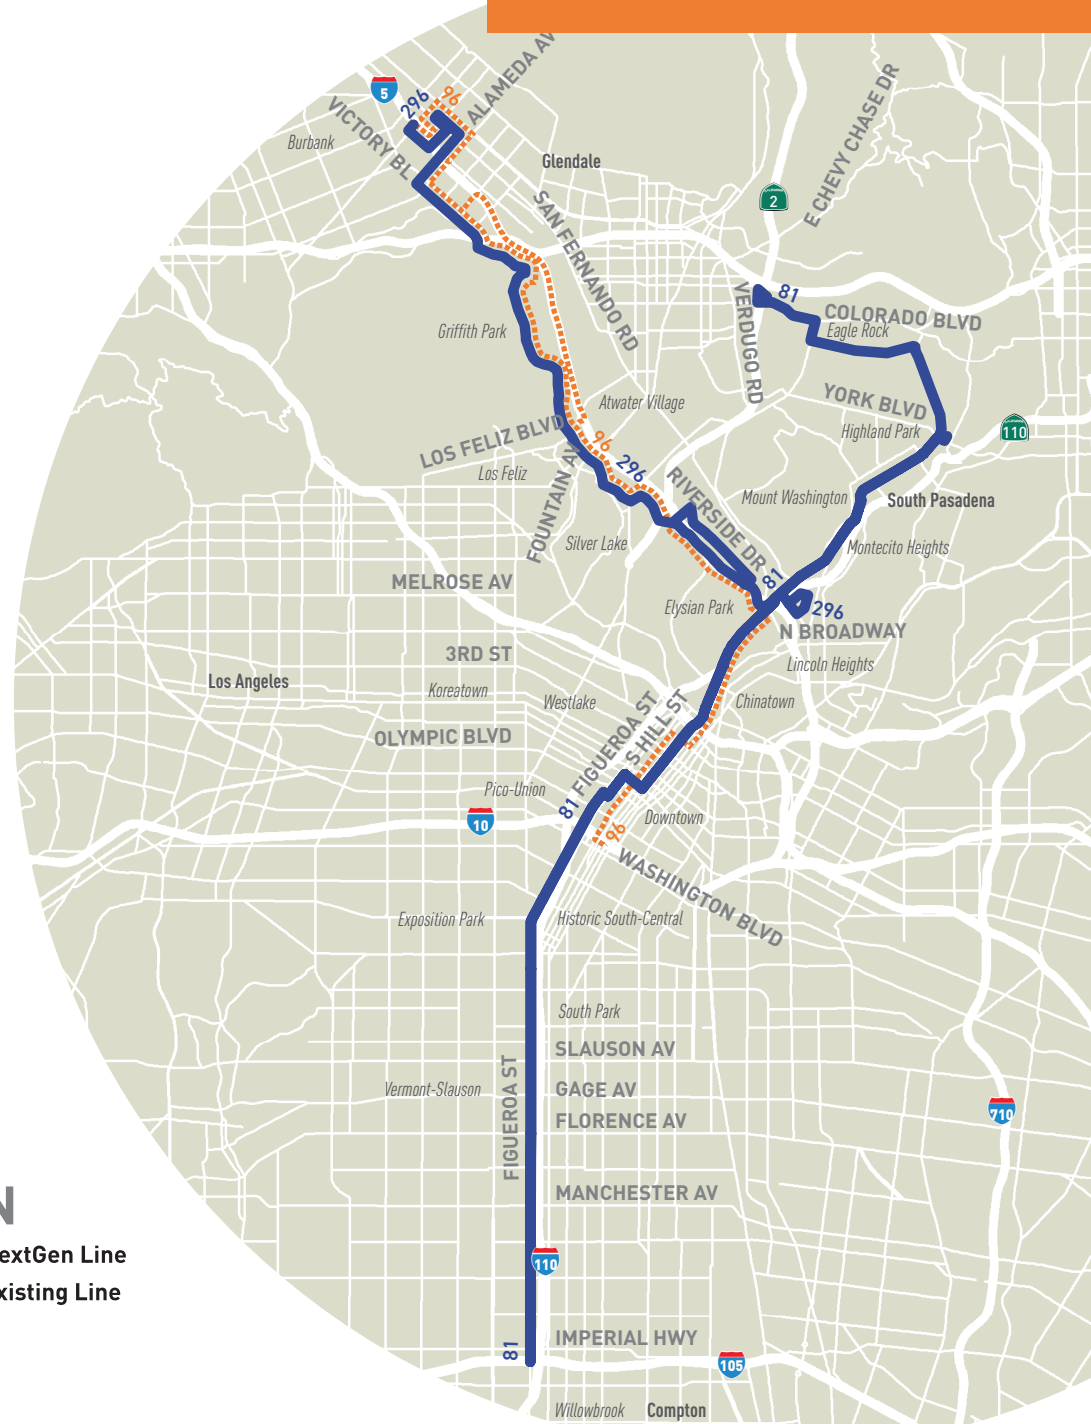 ALAMEDA AV
5
296
96
VICTORY BL
Burbank
Glendale
E CHEVY CHASE DR
2
SAN FERNANDO RD
VERDUGO RD
81
COLORADO BLVD
Eagle Rock
Griffith Park
YORK BLVD
Atwater Village
Highland Park
110
LOS FELIZ BLVD
96
296
Los Feliz
FOUNTAIN AV
RIVERSIDE DR
Mount Washington
South Pasadena
Silver Lake
Montecito Heights
MELROSE AV
81
Elysian Park
296
N BROADWAY
3RD ST
Lincoln Heights
Los Angeles
Koreatown
Westlake
Chinatown
FIGUEROA ST
S HILL ST
OLYMPIC BLVD
Pico-Union
81
10
Downtown
96
WASHINGTON BLVD
Exposition Park
Historic South-Central
South Park
SLAUSON AV
Vermont-Slauson
GAGE AV
FIGUEROA ST
710
FLORENCE AV
MANCHESTER AV
N
extGen Line
110
xisting Line
IMPERIAL HWY
81
105
Willowbrook
Compton